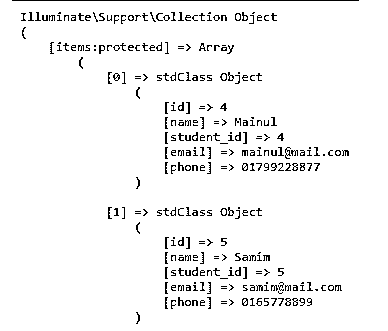 Illuminate\Support\Collection Object
(
[items:protected] => Array
(
[0] => stdClass Object
(
[id] => 4
[name] => Mainul
[student_id] => 4
[email] => mainul@mail.com
[phone] => 01799228877
)
[1] => stdClass Object
(
[id] => 5
[name] => Samim
[student_id] => 5
[email] => samim@mail.com
[phone] => 0165778899
)